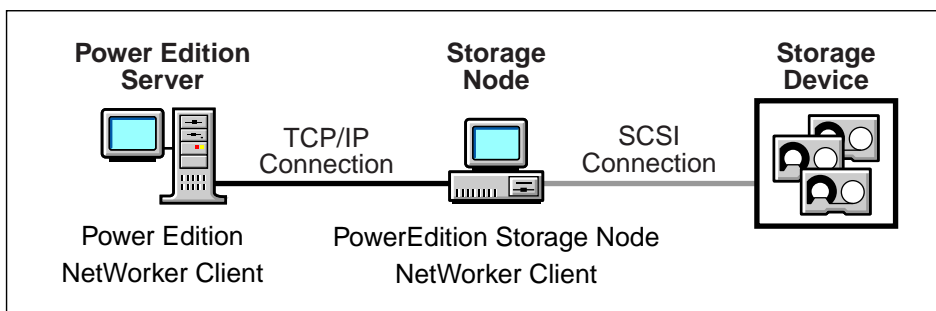 Power Edition
Server
Storage
Node
Storage
Device
TCP/IP
Connection
SCSI
Connection
Power Edition
NetWorker Client
PowerEdition Storage Node
NetWorker Client